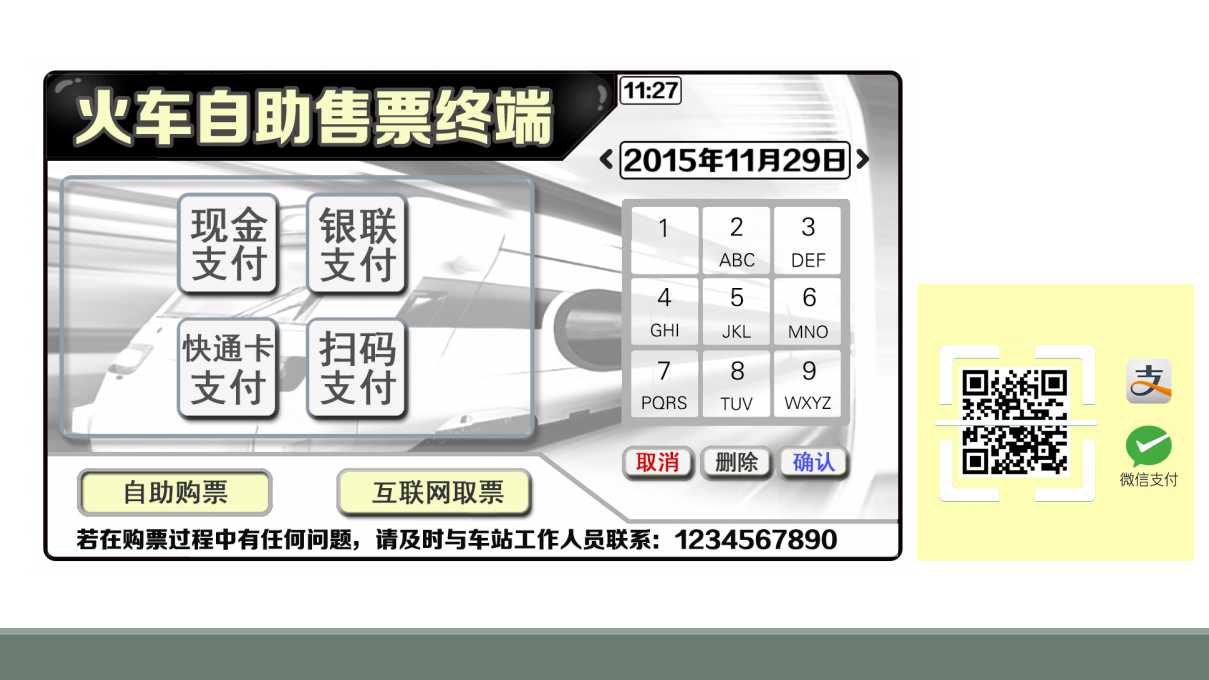 火车自助售票终端
11:27
2015年11月29日
现金
支付
银联
支付
快通卡
支付
扫码
支付
1
2
ABC
3
DEF
4
GHI
5
JKL
6
MNO
7
PQRS
8
TUV
9
WXYZ
取消
删除
确认
自助购票
互联网取票
若在购票过程中有任何问题，请及时与车站工作人员联系：1234567890
支
微信支付